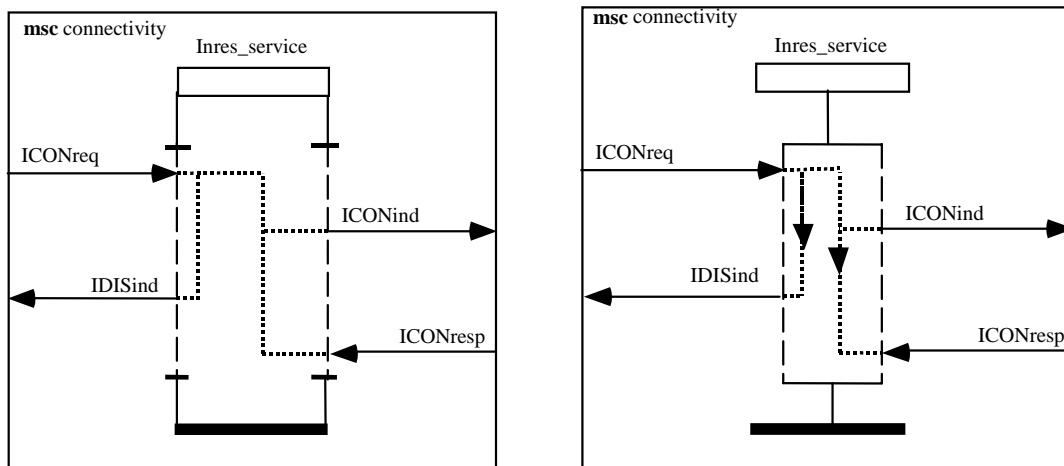 msc connectivity
Inres_service
ICONreq
ICONind
IDISind
ICONresp
msc connectivity
Inres_service
ICONreq
ICONind
IDISind
ICONresp